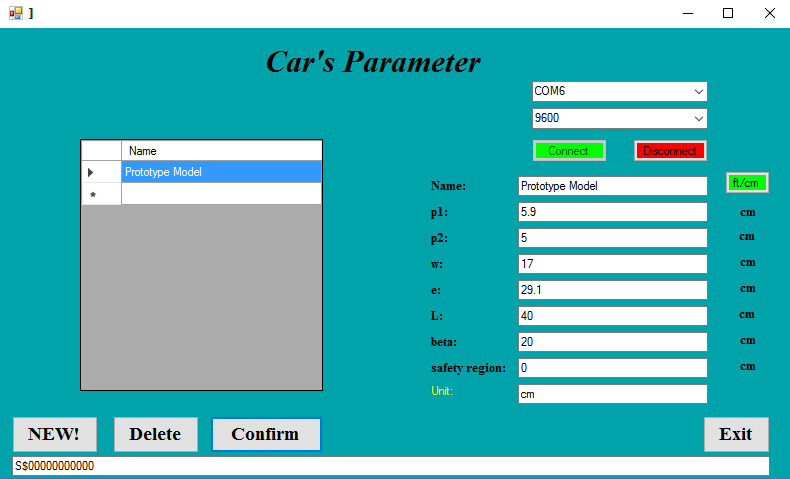 ]
Car's Parameter
COM6
9600
Connect Disconnect
Name
Prototype Model
*
Name: Prototype Model ft/cm
p1: 5.9 cm
p2: 5 cm
w: 17 cm
e: 29.1 cm
L: 40 cm
beta: 20 cm
safety region: 0 cm
Unit: cm
NEW! Delete Confirm Exit
S$00000000000